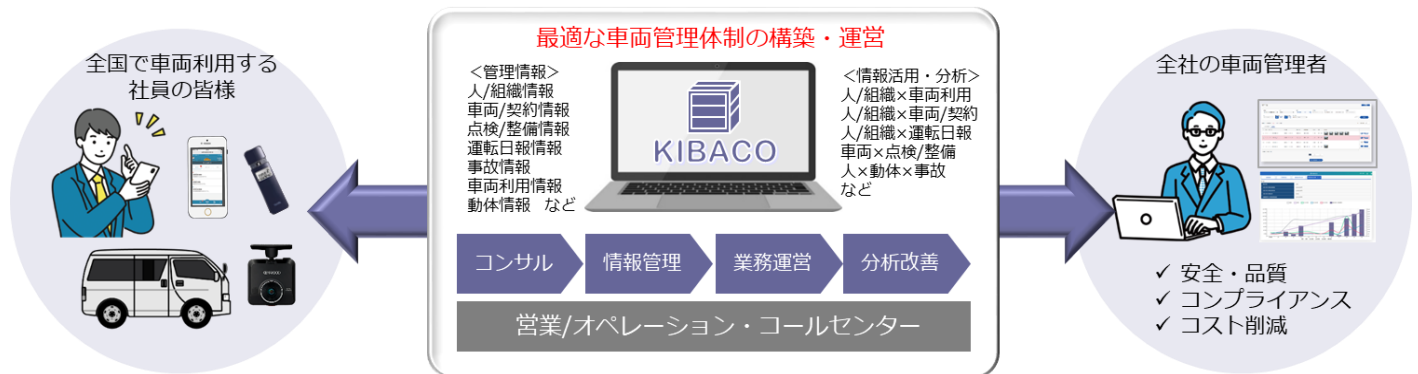 全国で車両利用する
社員の皆様
最適な車両管理体制の構築・運営
＜管理情報＞
人/組織情報
車両/契約情報
点検/整備情報
運転日報情報
事故情報
車両利用情報
動体情報　など
KIBACO
＜情報活用・分析＞
人/組織×車両利用
人/組織×車両/契約
人/組織×運転日報
車両×点検/整備
人×動体×事故
など
コンサル
情報管理
業務運営
分析改善
営業/オペレーション・コールセンター
全社の車両管理者
✓ 安全・品質
✓ コンプライアンス
✓ コスト削減